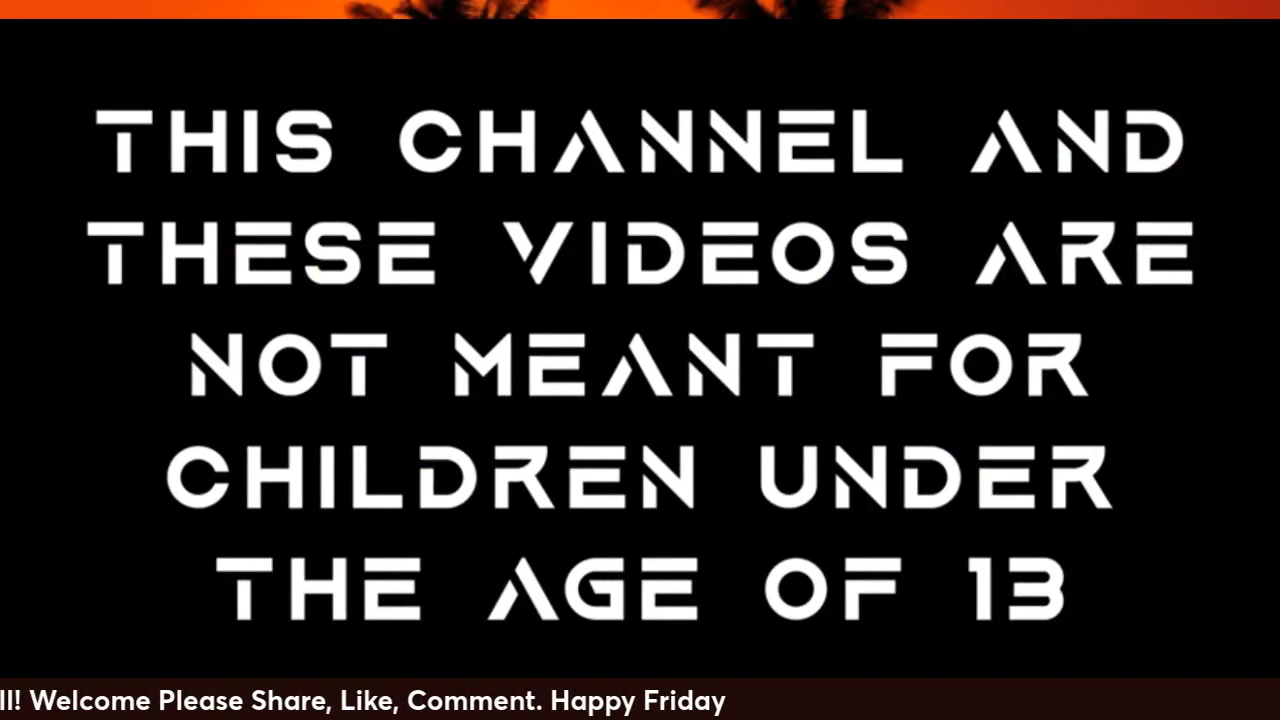 THIS CHANNEL AND
THESE VIDEOS ARE
NOT MEANT FOR
CHILDREN UNDER
THE AGE OF 13
ll! Welcome Please Share, Like, Comment. Happy Friday